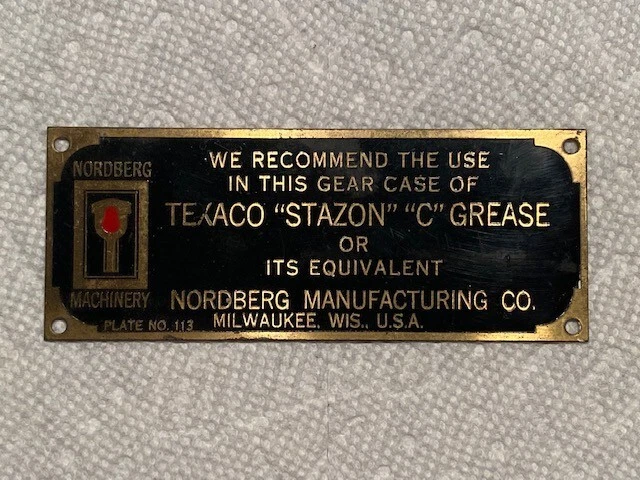 NORDBERG
MACHINERY
WE RECOMMEND THE USE
IN THIS GEAR CASE OF
TEXACO "STAZON" "C" GREASE
OR
ITS EQUIVALENT
NORDBERG MANUFACTURING CO.
PLATE NO. 113 MILWAUKEE, WIS., U.S.A.